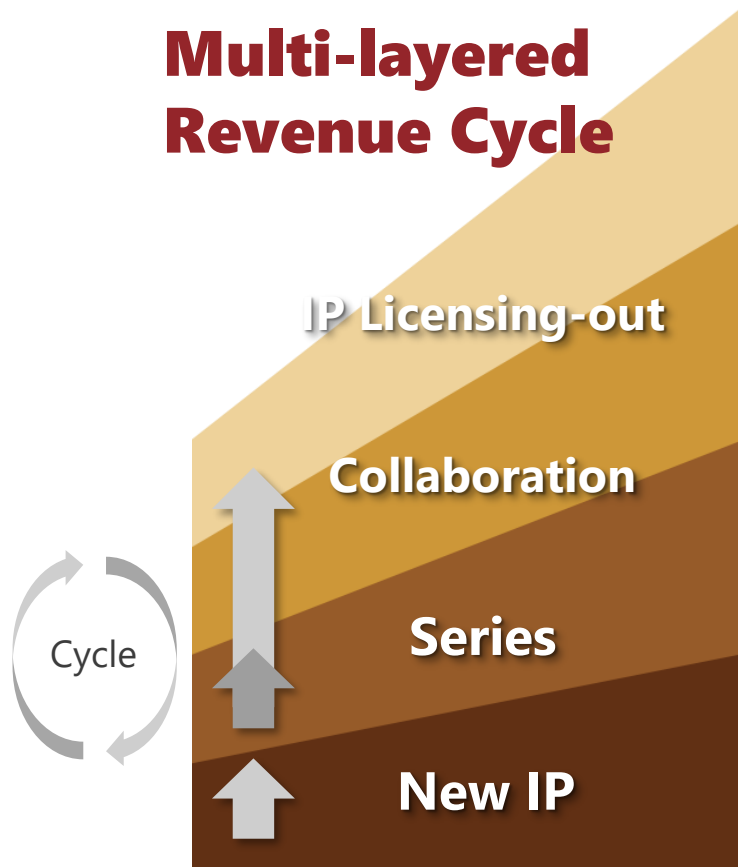 Multi-layered
Revenue Cycle
IP Licensing-out
Collaboration
Series
Cycle
New IP